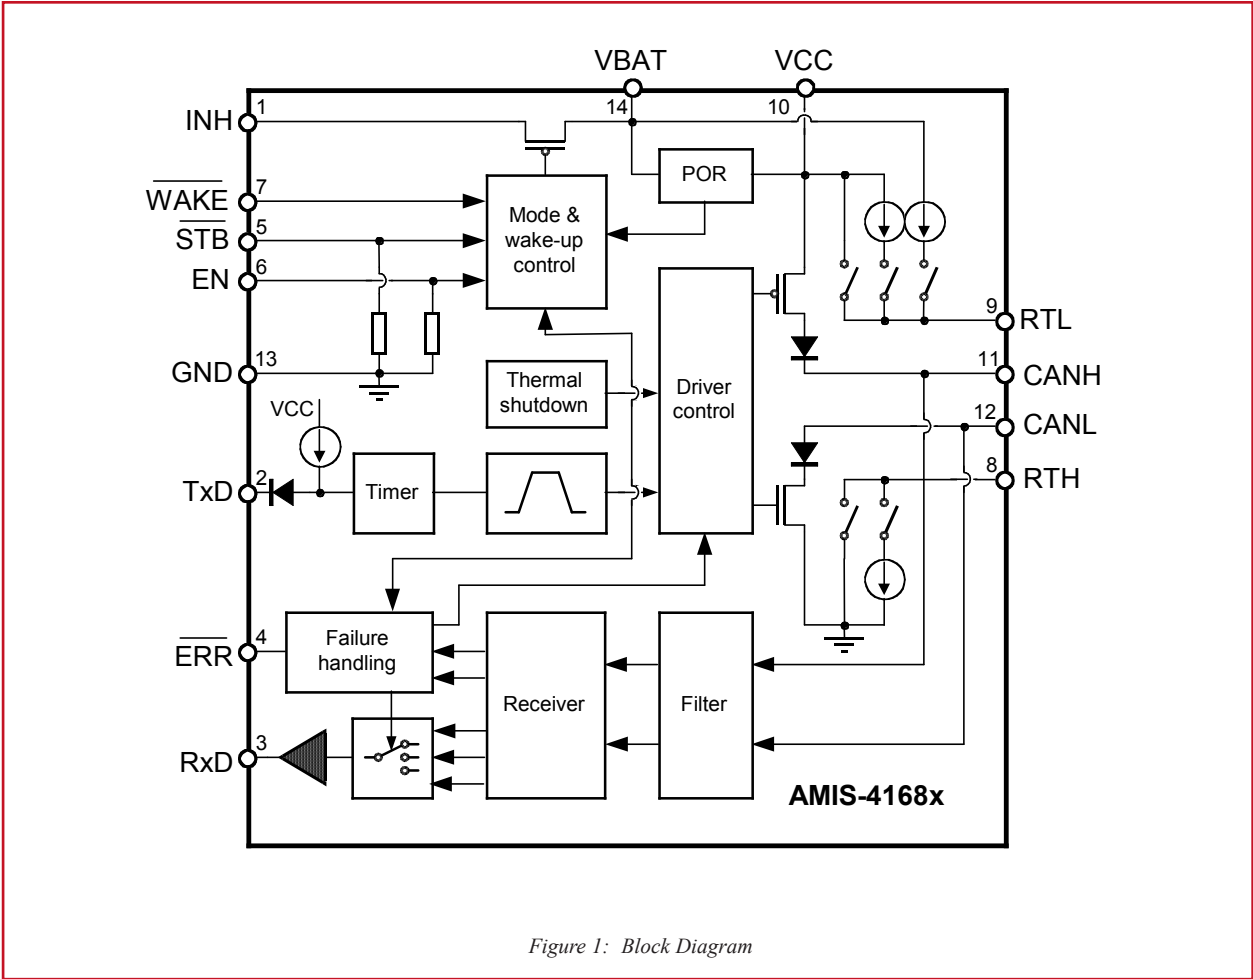 VBAT
VCC
14
10
INH
1
WAKE
7
STB
5
EN
6
GND
13
POR
Mode &
wake-up
control
9
RTL
11
CANH
12
CANL
8
RTH
Thermal
shutdown
Driver
control
VCC
TxD
2
Timer
ERR
4
Failure
handling
Receiver
Filter
RxD
3
AMIS-4168x
Figure 1: Block Diagram